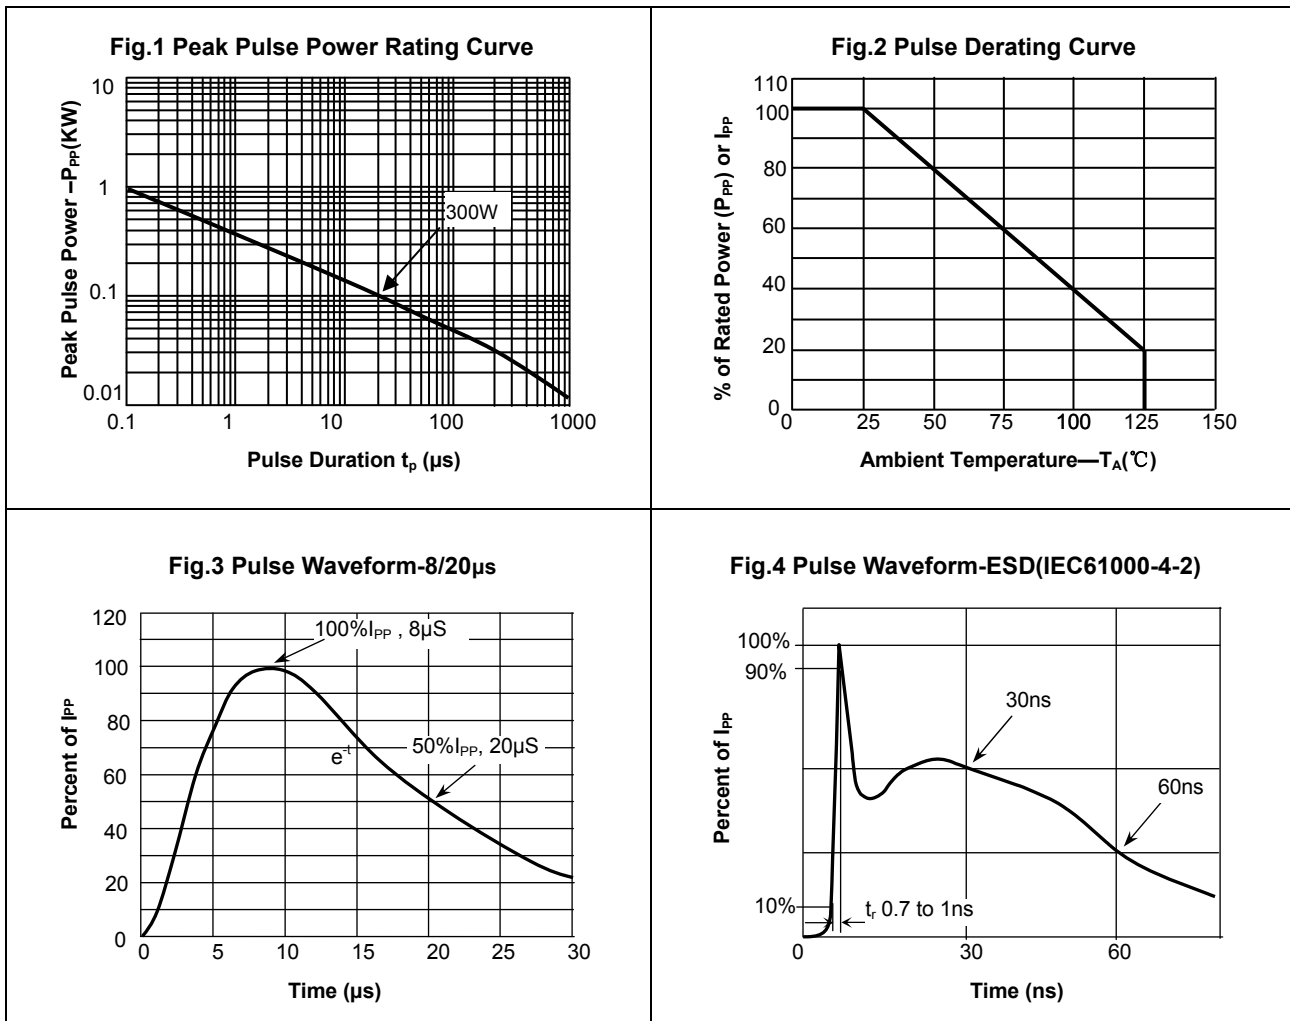 Fig.1 Peak Pulse Power Rating Curve
Peak Pulse Power –PPP(KW)
10
1
0.1
0.01
300W
0.1 1 10 100 1000
Pulse Duration tp (µs)
Fig.2 Pulse Derating Curve
% of Rated Power (PPP) or IPP
110
100
80
60
40
20
0
0 25 50 75 100 125 150
Ambient Temperature—TA(℃)
Fig.3 Pulse Waveform-8/20µs
Percent of IPP
120
100
80
60
40
20
0
100%IPP , 8µS
e-t
50%IPP, 20µS
0 5 10 15 20 25 30
Time (µs)
Fig.4 Pulse Waveform-ESD(IEC61000-4-2)
Percent of IPP
100%
90%
10%
30ns
60ns
tr 0.7 to 1ns
0 30 60
Time (ns)